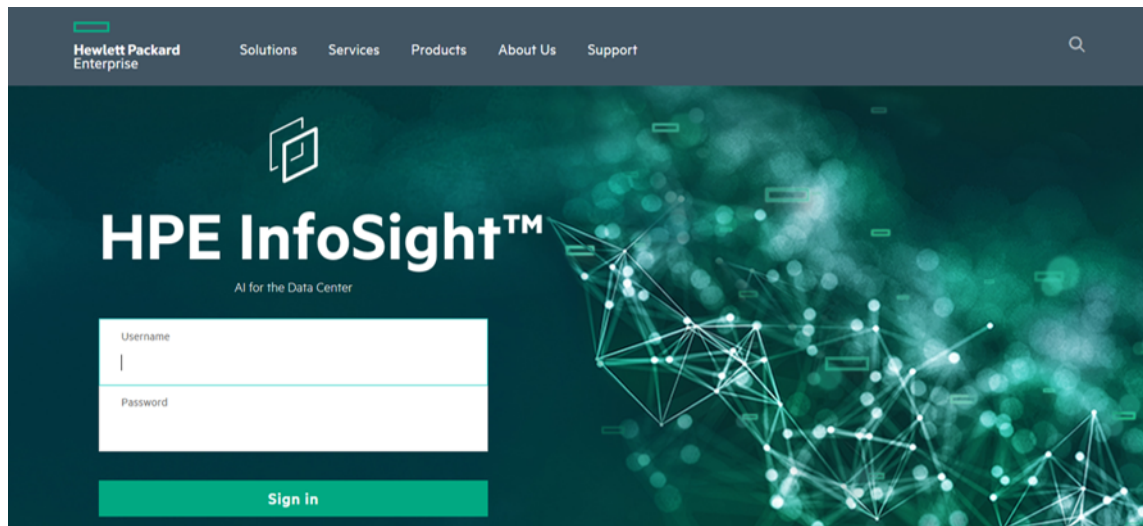 Hewlett Packard
Enterprise
Solutions Services Products About Us Support
HPE InfoSight™
AI for the Data Center
Username
Password
Sign in